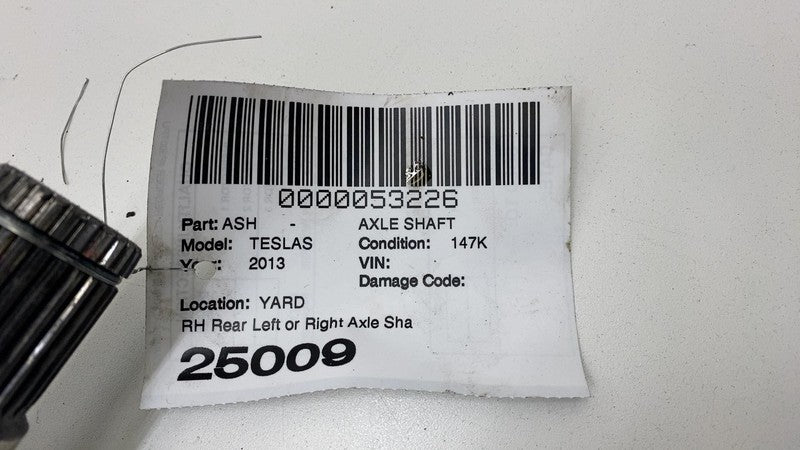 0000053226
Part: ASH - AXLE SHAFT
Model: TESLAS Condition: 147K
Year: 2013 VIN:
Damage Code:
Location: YARD
RH Rear Left or Right Axle Sha
25009